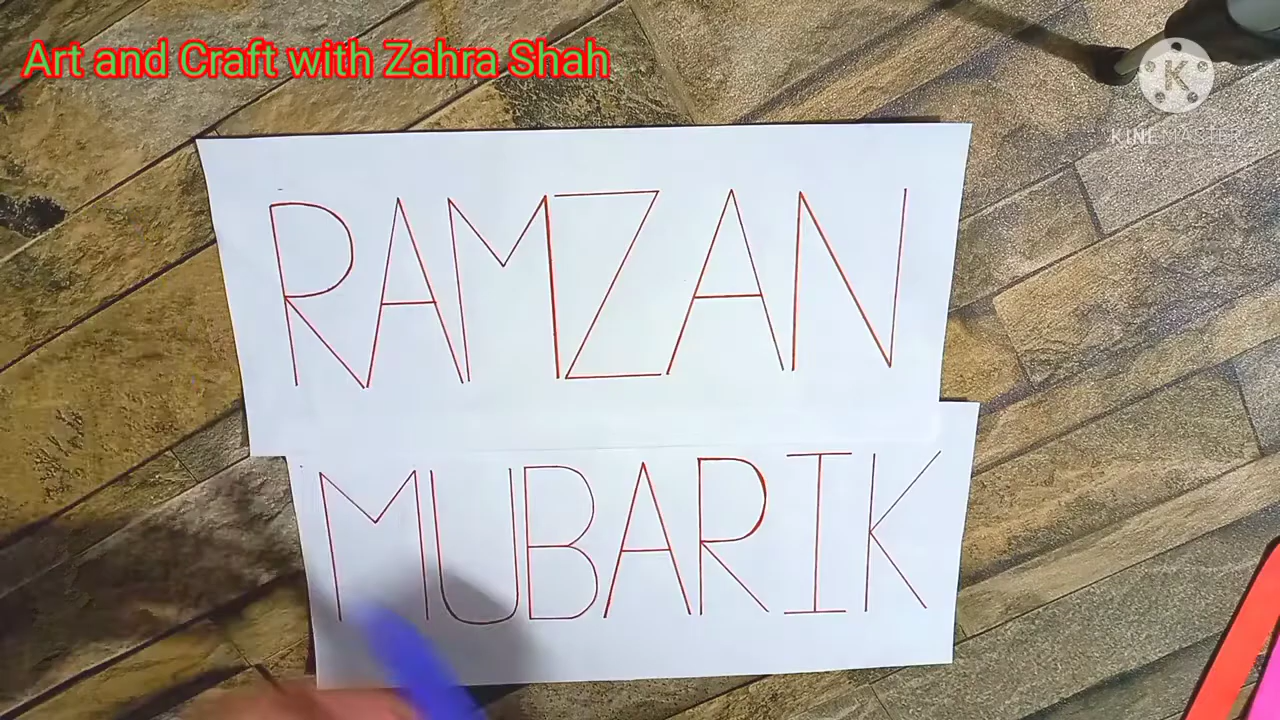 Art and Craft with Zahra Shah
K
KINEMASTER
RAMZAN
MUBARIK